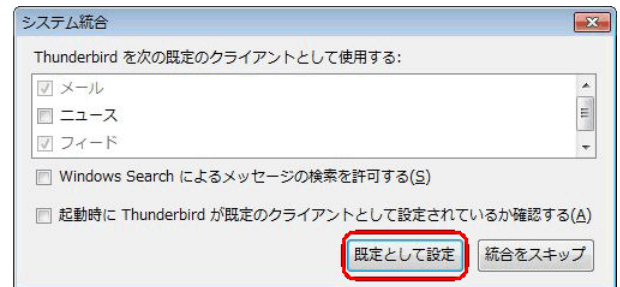 システム統合
Thunderbird を次の既定のクライアントとして使用する:
メール
ニュース
フィード
Windows Search によるメッセージの検索を許可する(S)
起動時に Thunderbird が既定のクライアントとして設定されているか確認する(A)
既定として設定 統合をスキップ